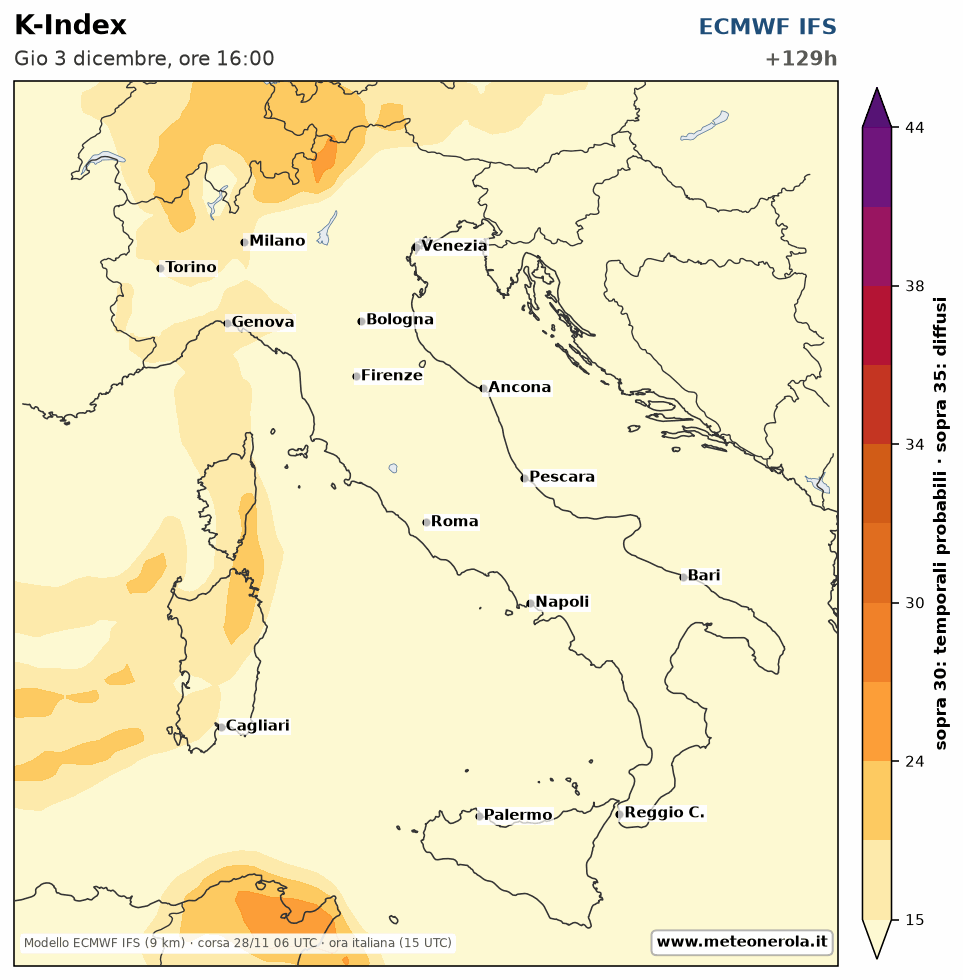 K-Index
ECMWF IFS
Gio 3 dicembre, ore 16:00
+129h
44
Milano
Venezia
Torino
38
Genova
Bologna
Firenze
Ancona
34
Pescara
Roma
Bari
Napoli
30
Cagliari
24
Reggio C.
Palermo
15
sopra 30: temporali probabili · sopra 35: diffusi
Modello ECMWF IFS (9 km) · corsa 28/11 06 UTC · ora italiana (15 UTC)
www.meteonerola.it